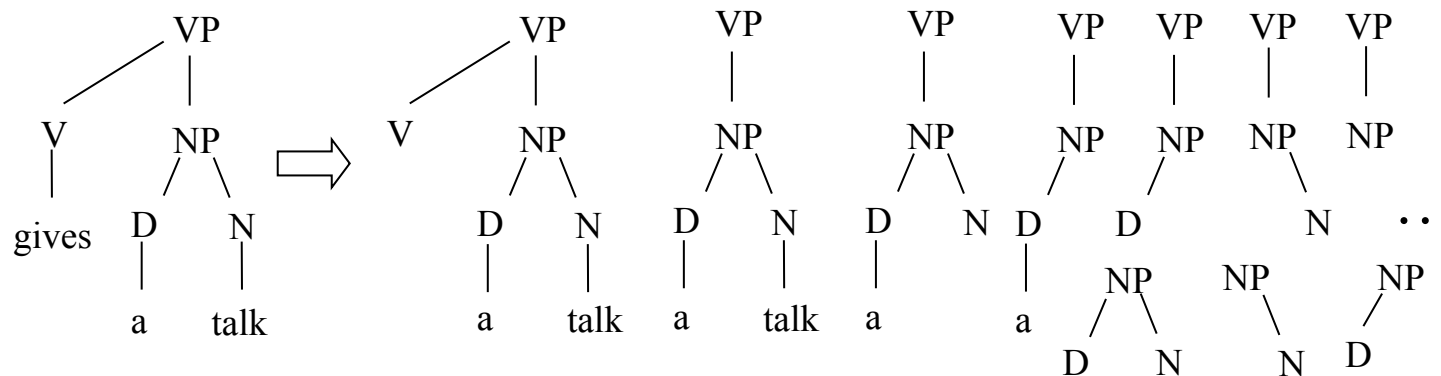 VP VP VP VP VP VP VP VP
V NP V NP NP NP NP NP NP NP
gives D N D N D N D N D D N ..
NP NP NP
a talk a talk a talk a a
D N N D